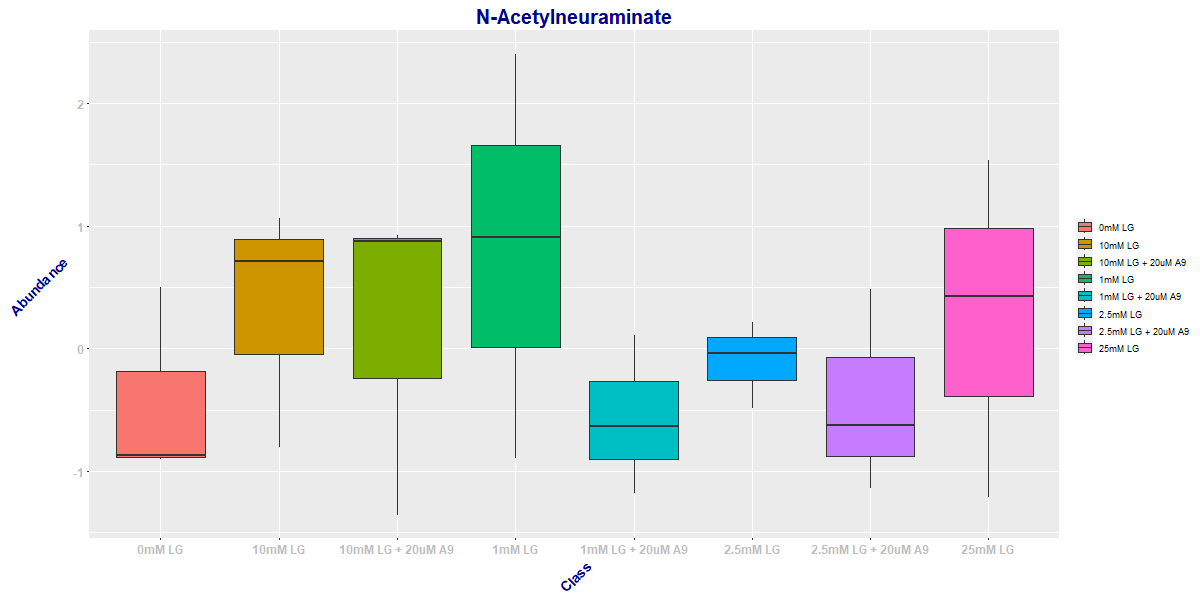 N-Acetylneuraminate
Abundance
2
1
0
-1
0mM LG
10mM LG
10mM LG + 20uM A9
1mM LG
1mM LG + 20uM A9
2.5mM LG
2.5mM LG + 20uM A9
25mM LG
Class
0mM LG
10mM LG
10mM LG + 20uM A9
1mM LG
1mM LG + 20uM A9
2.5mM LG
2.5mM LG + 20uM A9
25mM LG